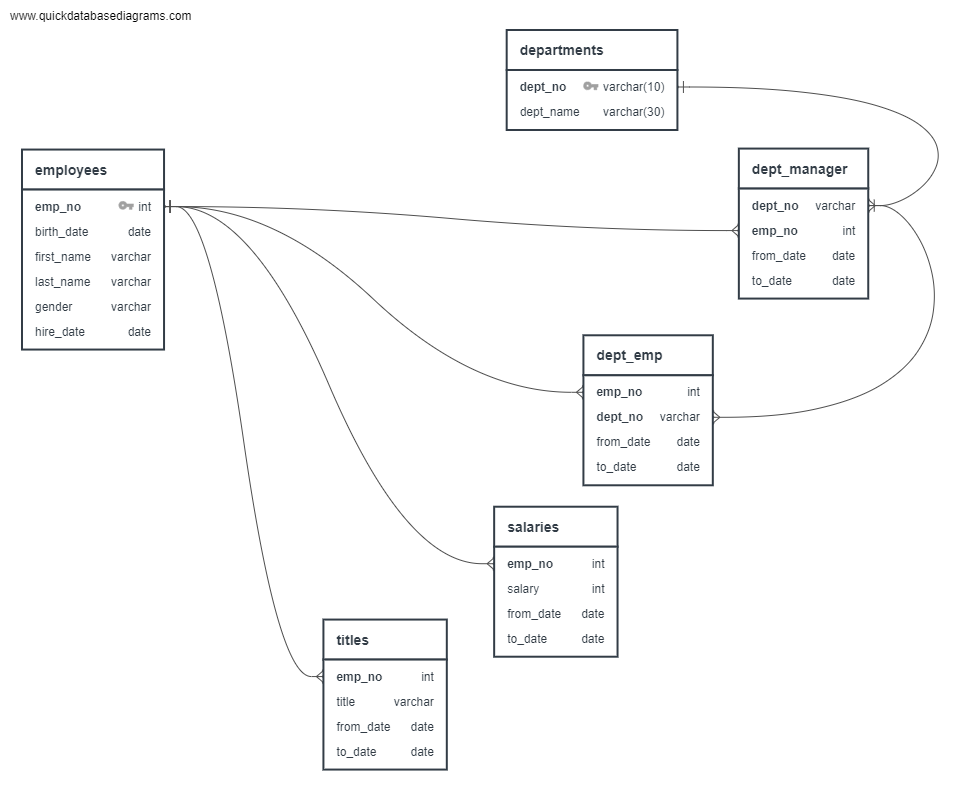 www.quickdatabasediagrams.com
departments
dept_no varchar(10)
dept_name varchar(30)
employees
emp_no int
birth_date date
first_name varchar
last_name varchar
gender varchar
hire_date date
dept_manager
dept_no varchar
emp_no int
from_date date
to_date date
dept_emp
emp_no int
dept_no varchar
from_date date
to_date date
salaries
emp_no int
salary int
from_date date
to_date date
titles
emp_no int
title varchar
from_date date
to_date date